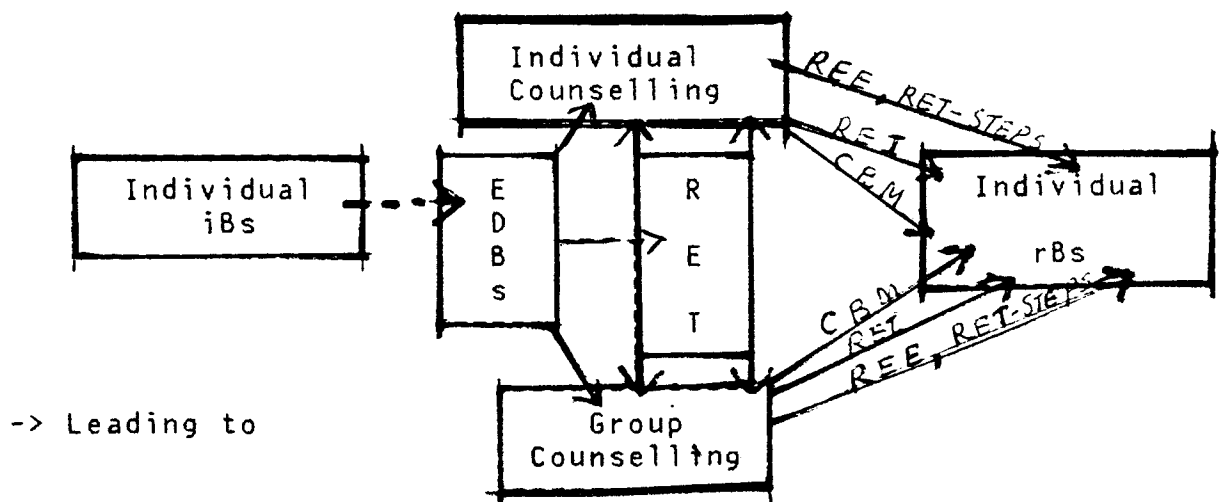 Individual
Counselling
REE, RET-STEPS
RET
CBM
Individual
iBs
E
D
B
s
R
E
T
Individual
rBs
CBM
RET
REE, RET-STEPS
-> Leading to
Group
Counselling